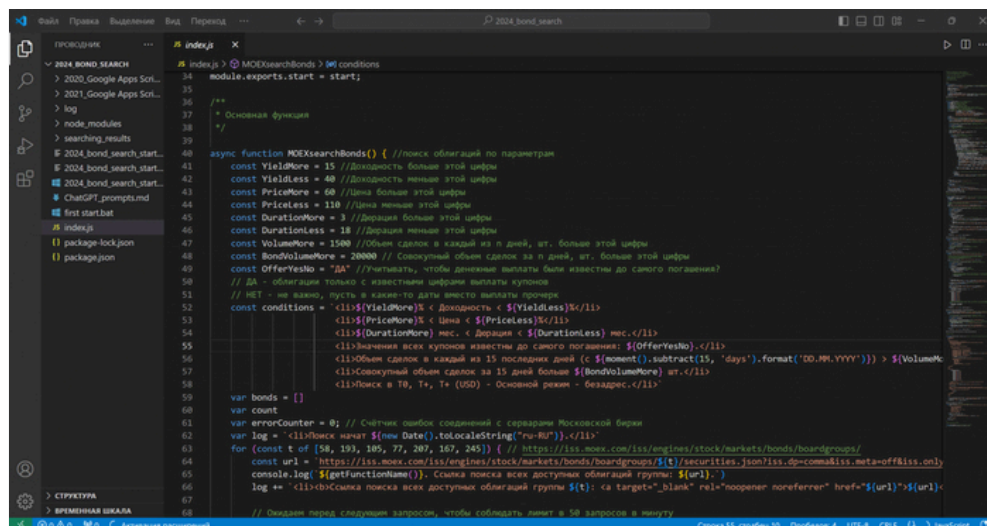 Файл Правка Выделение Вид Переход ···
2024_bond_search
ПРОВОДНИК ···
2024_BOND_SEARCH
2020_Google Apps Scri...
2021_Google Apps Scri...
log
node_modules
searching_results
2024_bond_search_start...
2024_bond_search_start...
2024_bond_search_start...
ChatGPT_prompts.md
first start.bat
JS index.js
{} package-lock.json
{} package.json
СТРУКТУРА
ВРЕМЕННАЯ ШКАЛА
JS index.js ×
JS index.js > MOEXsearchBonds > conditions
34 module.exports.start = start;
35
36 /**
37 * Основная функция
38 */
39
40 async function MOEXsearchBonds() { //поиск облигаций по параметрам
41 const YieldMore = 15 //Доходность больше этой цифры
42 const YieldLess = 40 //Доходность меньше этой цифры
43 const PriceMore = 60 //Цена больше этой цифры
44 const PriceLess = 110 //Цена меньше этой цифры
45 const DurationMore = 3 //Дюрация больше этой цифры
46 const DurationLess = 18 //Дюрация меньше этой цифры
47 const VolumeMore = 1500 //Объем сделок в каждый из n дней, шт. больше этой цифры
48 const BondVolumeMore = 20000 // Совокупный объем сделок за n дней, шт. больше этой цифры
49 const OfferYesNo = "ДА" //Учитывать, чтобы денежные выплаты были известны до самого погашения?
50 // ДА - облигации только с известными цифрами выплаты купонов
51 // НЕТ - не важно, пусть в какие-то даты вместо выплаты прочерк
52 const conditions = `<li>${YieldMore}% < Доходность < ${YieldLess}%</li>
53 <li>${PriceMore}% < Цена < ${PriceLess}%</li>
54 <li>${DurationMore} мес. < Дюрация < ${DurationLess} мес.</li>
55 <li>Значения всех купонов известны до самого погашения: ${OfferYesNo}.</li>
56 <li>Объем сделок в каждый из 15 последних дней (c ${moment().subtract(15, 'days').format('DD.MM.YYYY')}) > ${VolumeMo
57 <li>Совокупный объем сделок за 15 дней больше ${BondVolumeMore} шт.</li>
58 <li>Поиск в T0, T+, T+ (USD) - Основной режим - безадрес.</li>`
59 var bonds = []
60 var count
61 var errorCounter = 0; // Счётчик ошибок соединений с серверами Московской биржи
62 var log = `<li>Поиск начат ${new Date().toLocaleString("ru-RU")}.</li>`
63 for (const t of [58, 193, 105, 77, 207, 167, 245]) { // https://iss.moex.com/iss/engines/stock/markets/bonds/boardgroups/
64 const url = `https://iss.moex.com/iss/engines/stock/markets/bonds/boardgroups/${t}/securities.json?iss.dp=comma&iss.meta=off&iss.only
65 console.log(`${getFunctionName()}. Ссылка поиска всех доступных облигаций группы: ${url}.`)
66 log += `<li><b>Ссылка поиска всех доступных облигаций группы ${t}: <a target="_blank" rel="noopener noreferrer" href="${url}">${url}<
67
68 // Ожидаем перед следующим запросом, чтобы соблюдать лимит в 50 запросов в минуту
Активация расширений
Строка 55, столбец 10 Пробелов: 4 UTF-8 CRLF {} JavaScript